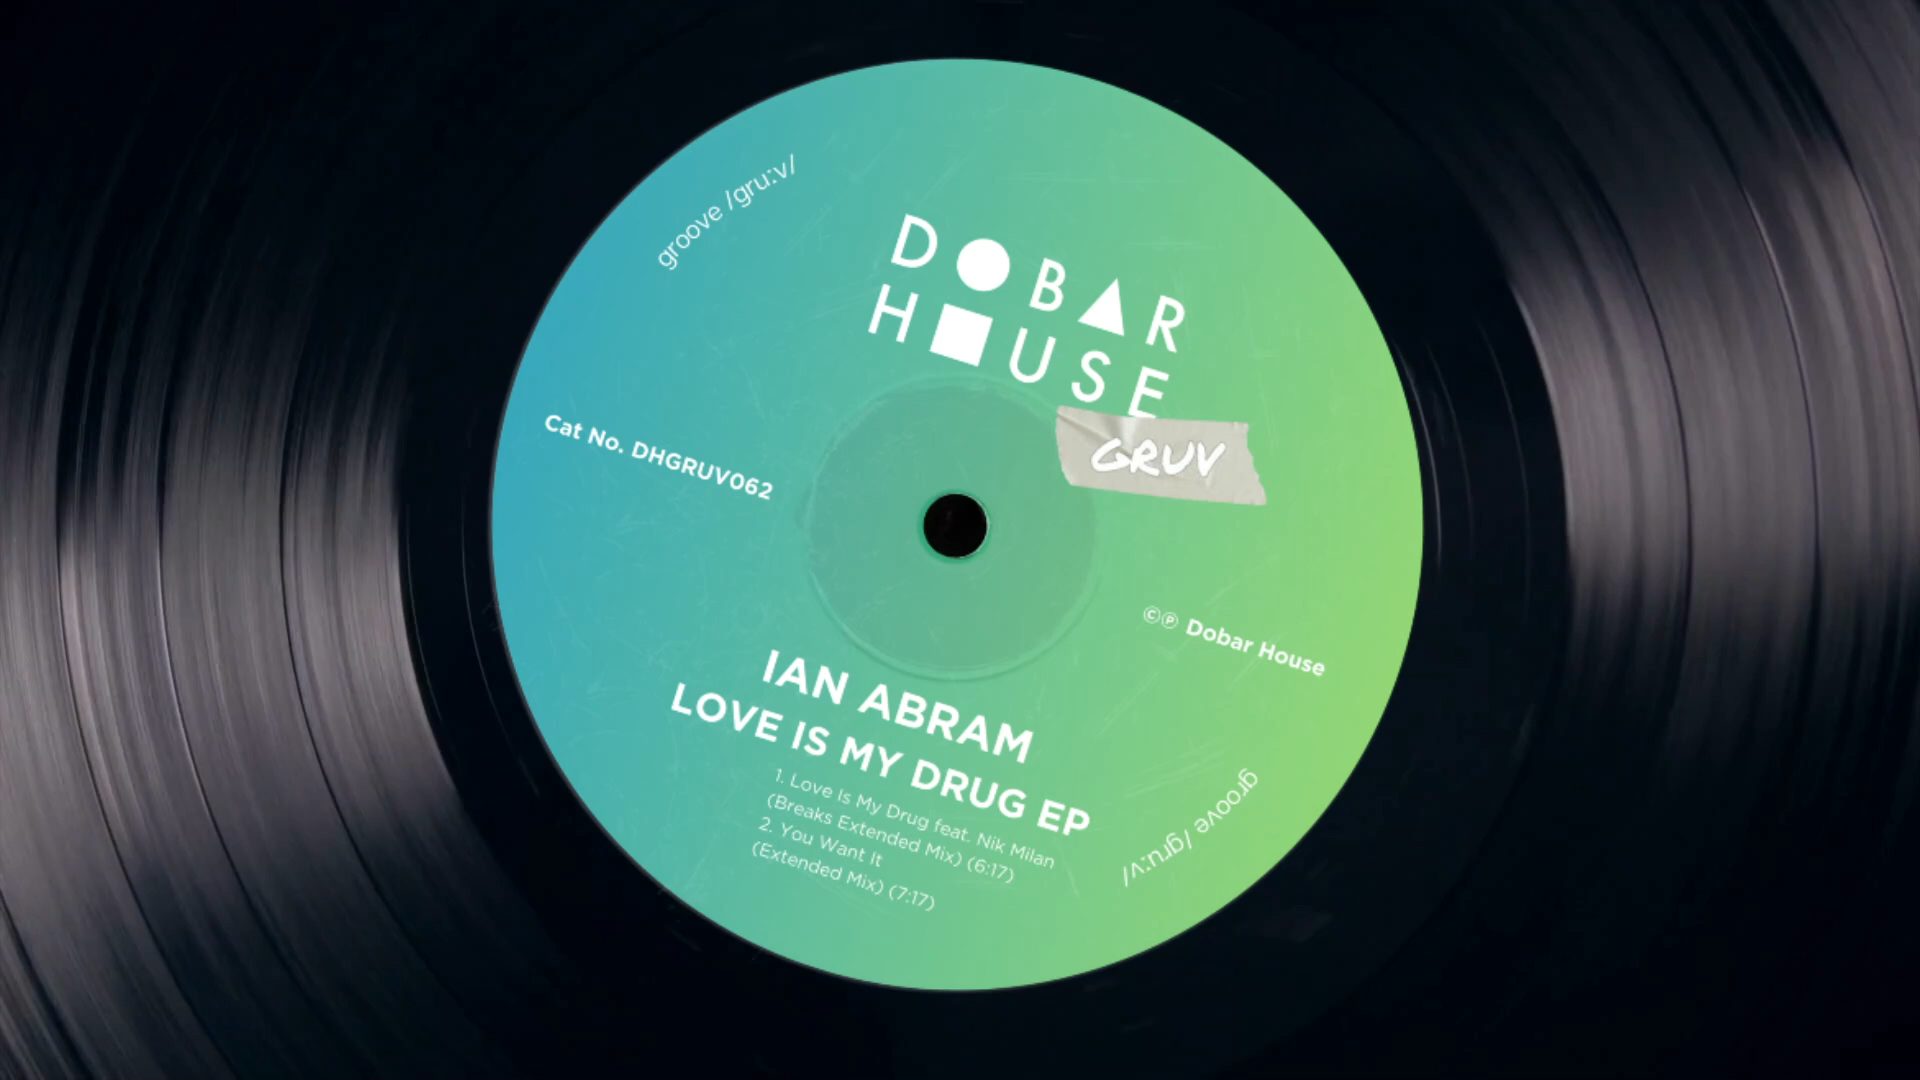 groove /gru:v/
DOBAR
HOUSE
GRUV
Cat No. DHGRUV062
©℗ Dobar House
IAN ABRAM
LOVE IS MY DRUG EP
1. Love Is My Drug feat. Nik Milan
(Breaks Extended Mix) (6:17)
2. You Want It
(Extended Mix) (7:17)
groove /gru:v/